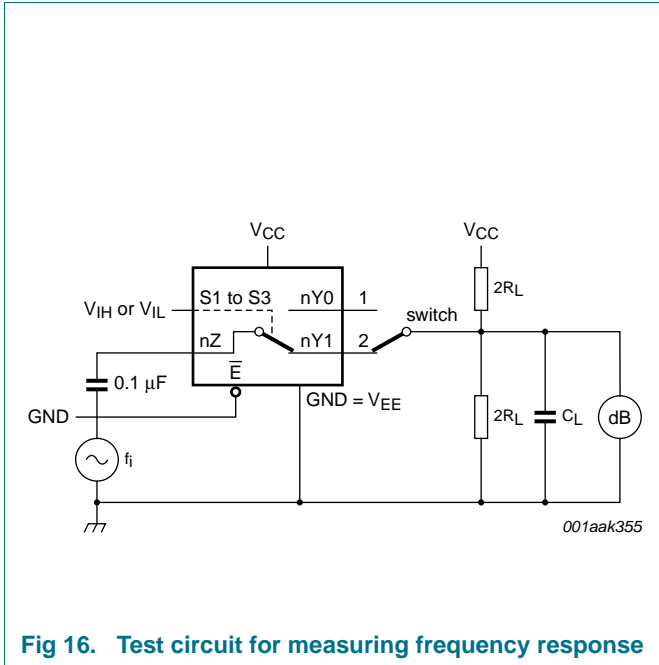 VCC
VCC
S1 to S3
nY0
1
2RL
VIH or VIL
switch
nZ
nY1
2
E
0.1 μF
GND = VEE
GND
2RL
CL
dB
fi
001aak355
Fig 16. Test circuit for measuring frequency response